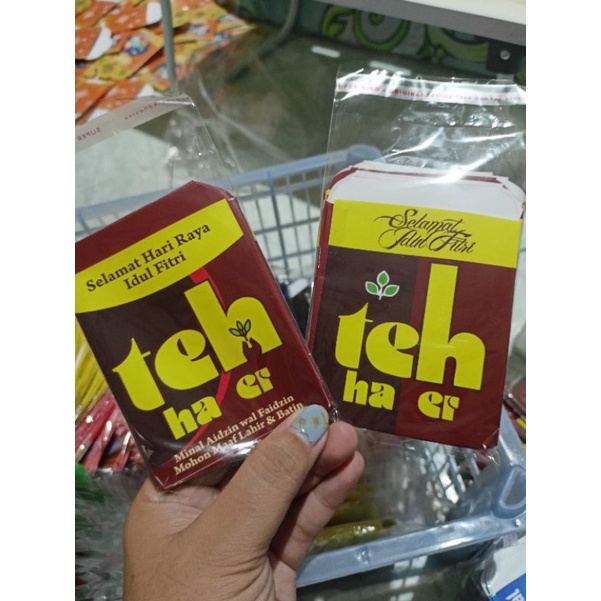 Selamat Hari Raya
Idul Fitri
teh
ha er
Minal Aidzin wal Faidzin
Mohon Maaf Lahir & Batin
Selamat
Idul Fitri
teh
ha er